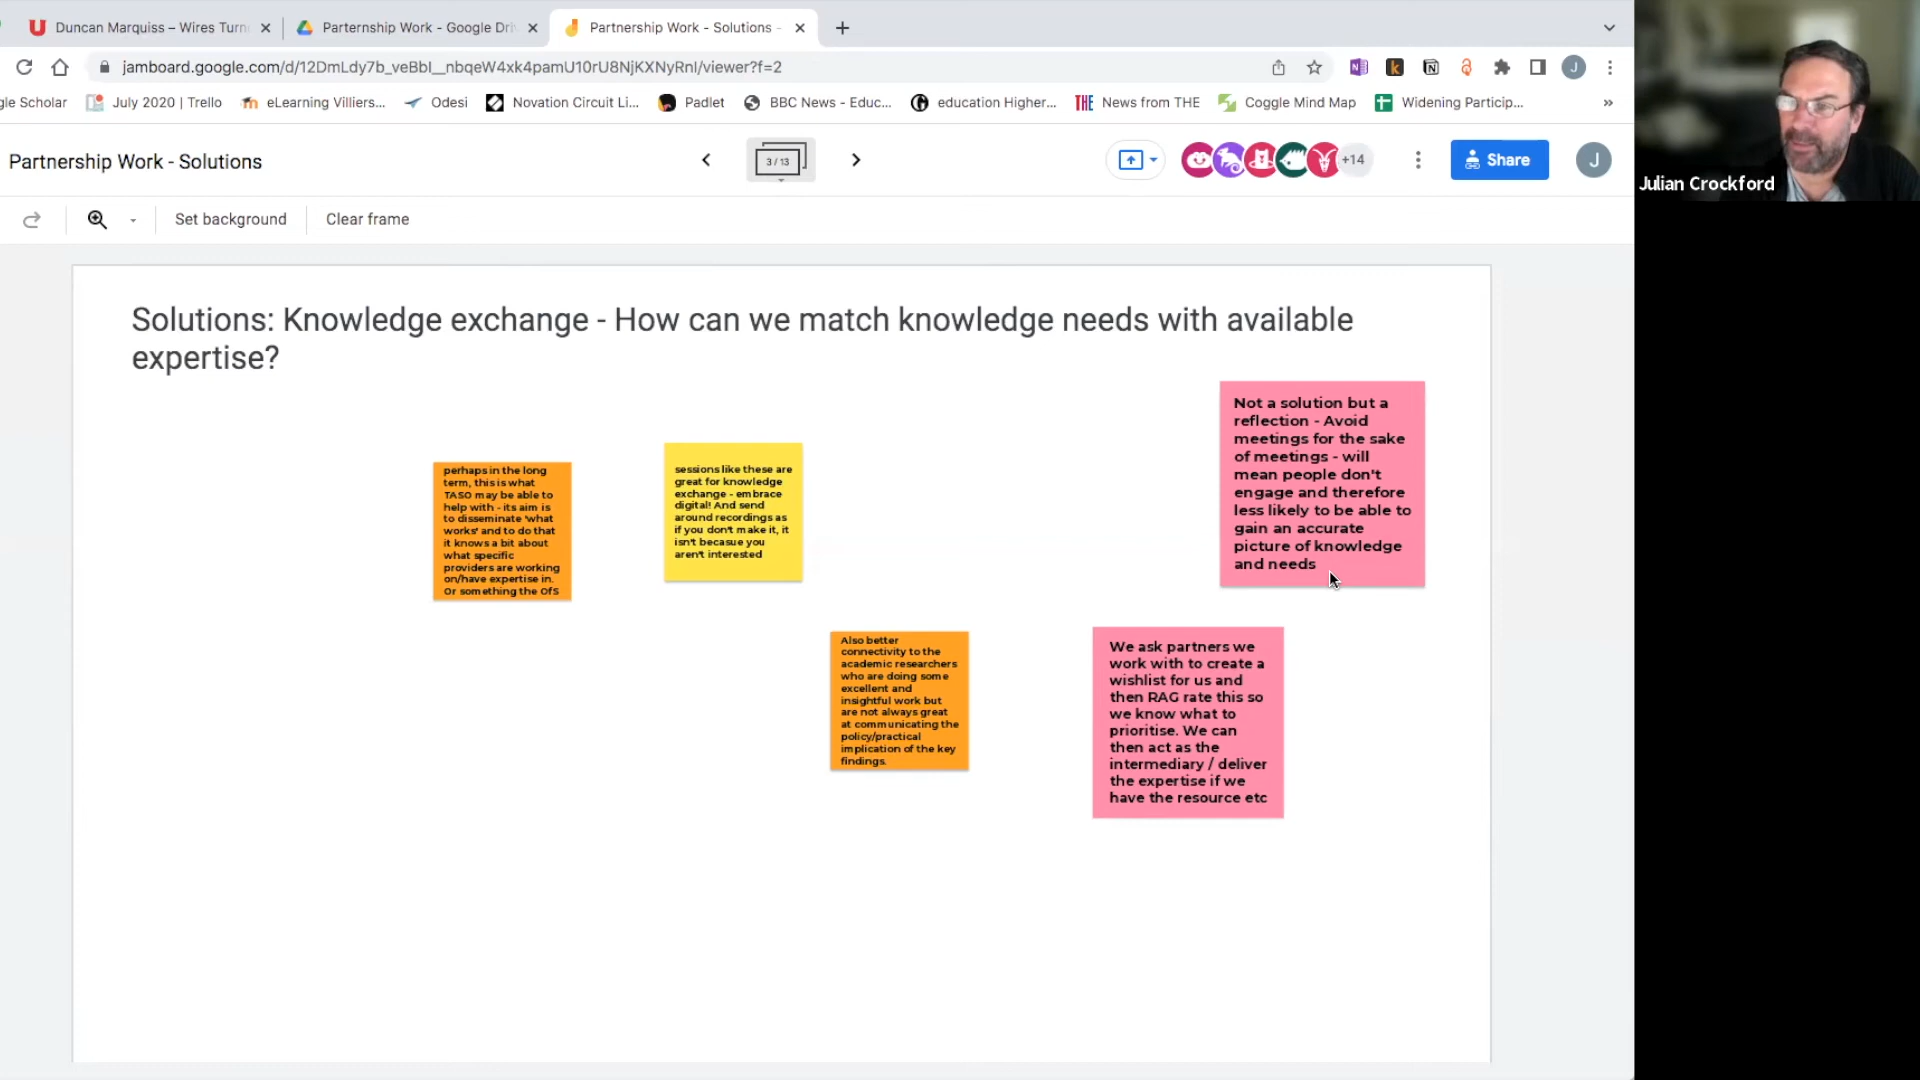 Duncan Marquiss – Wires Turn
Parternship Work - Google Dri
Partnership Work - Solutions -
jamboard.google.com/d/12DmLdy7b_veBbI__nbqeW4xk4pamU10rU8NjKXNyRnI/viewer?f=2
gle Scholar
July 2020 | Trello
eLearning Villiers...
Odesi
Novation Circuit Li...
Padlet
BBC News - Educ...
education Higher...
THE
News from THE
Coggle Mind Map
Widening Particip...
Partnership Work - Solutions
3 / 13
+14
Share
J
Set background
Clear frame
Solutions: Knowledge exchange - How can we match knowledge needs with available
expertise?
perhaps in the long
term, this is what
TASO may be able to
help with - its aim is
to disseminate 'what
works' and to do that
it knows a bit about
what specific
providers are working
on/have expertise in.
Or something the OfS
sessions like these are
great for knowledge
exchange - embrace
digital! And send
around recordings as
if you don't make it, it
isn't becasue you
aren't interested
Also better
connectivity to the
academic researchers
who are doing some
excellent and
insightful work but
are not always great
at communicating the
policy/practical
implication of the key
findings.
Not a solution but a
reflection - Avoid
meetings for the sake
of meetings - will
mean people don't
engage and therefore
less likely to be able to
gain an accurate
picture of knowledge
and needs
We ask partners we
work with to create a
wishlist for us and
then RAG rate this so
we know what to
prioritise. We can
then act as the
intermediary / deliver
the expertise if we
have the resource etc
Julian Crockford